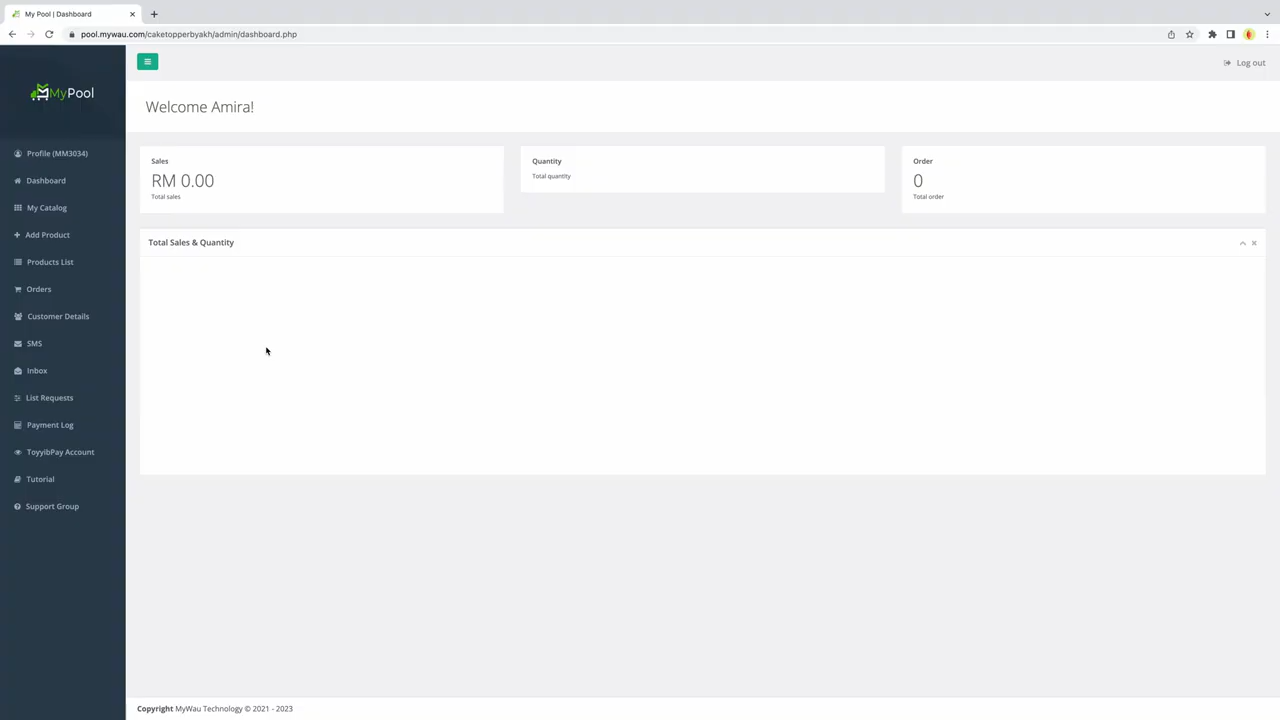 My Pool | Dashboard
pool.mywau.com/caketopperbyakh/admin/dashboard.php
MyPool
Log out
Welcome Amira!
Profile (MM3034)
Dashboard
My Catalog
Add Product
Products List
Orders
Customer Details
SMS
Inbox
List Requests
Payment Log
ToyyibPay Account
Tutorial
Support Group
Sales
RM 0.00
Total sales
Quantity
Total quantity
Order
0
Total order
Total Sales & Quantity
Copyright MyWau Technology © 2021 - 2023